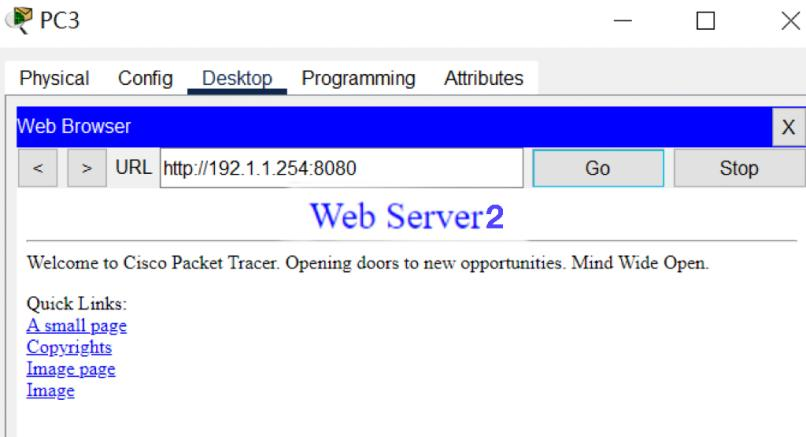 PC3
Physical Config Desktop Programming Attributes
Web Browser X
< > URL http://192.1.1.254:8080 Go Stop
Web Server2
Welcome to Cisco Packet Tracer. Opening doors to new opportunities. Mind Wide Open.
Quick Links:
A small page
Copyrights
Image page
Image